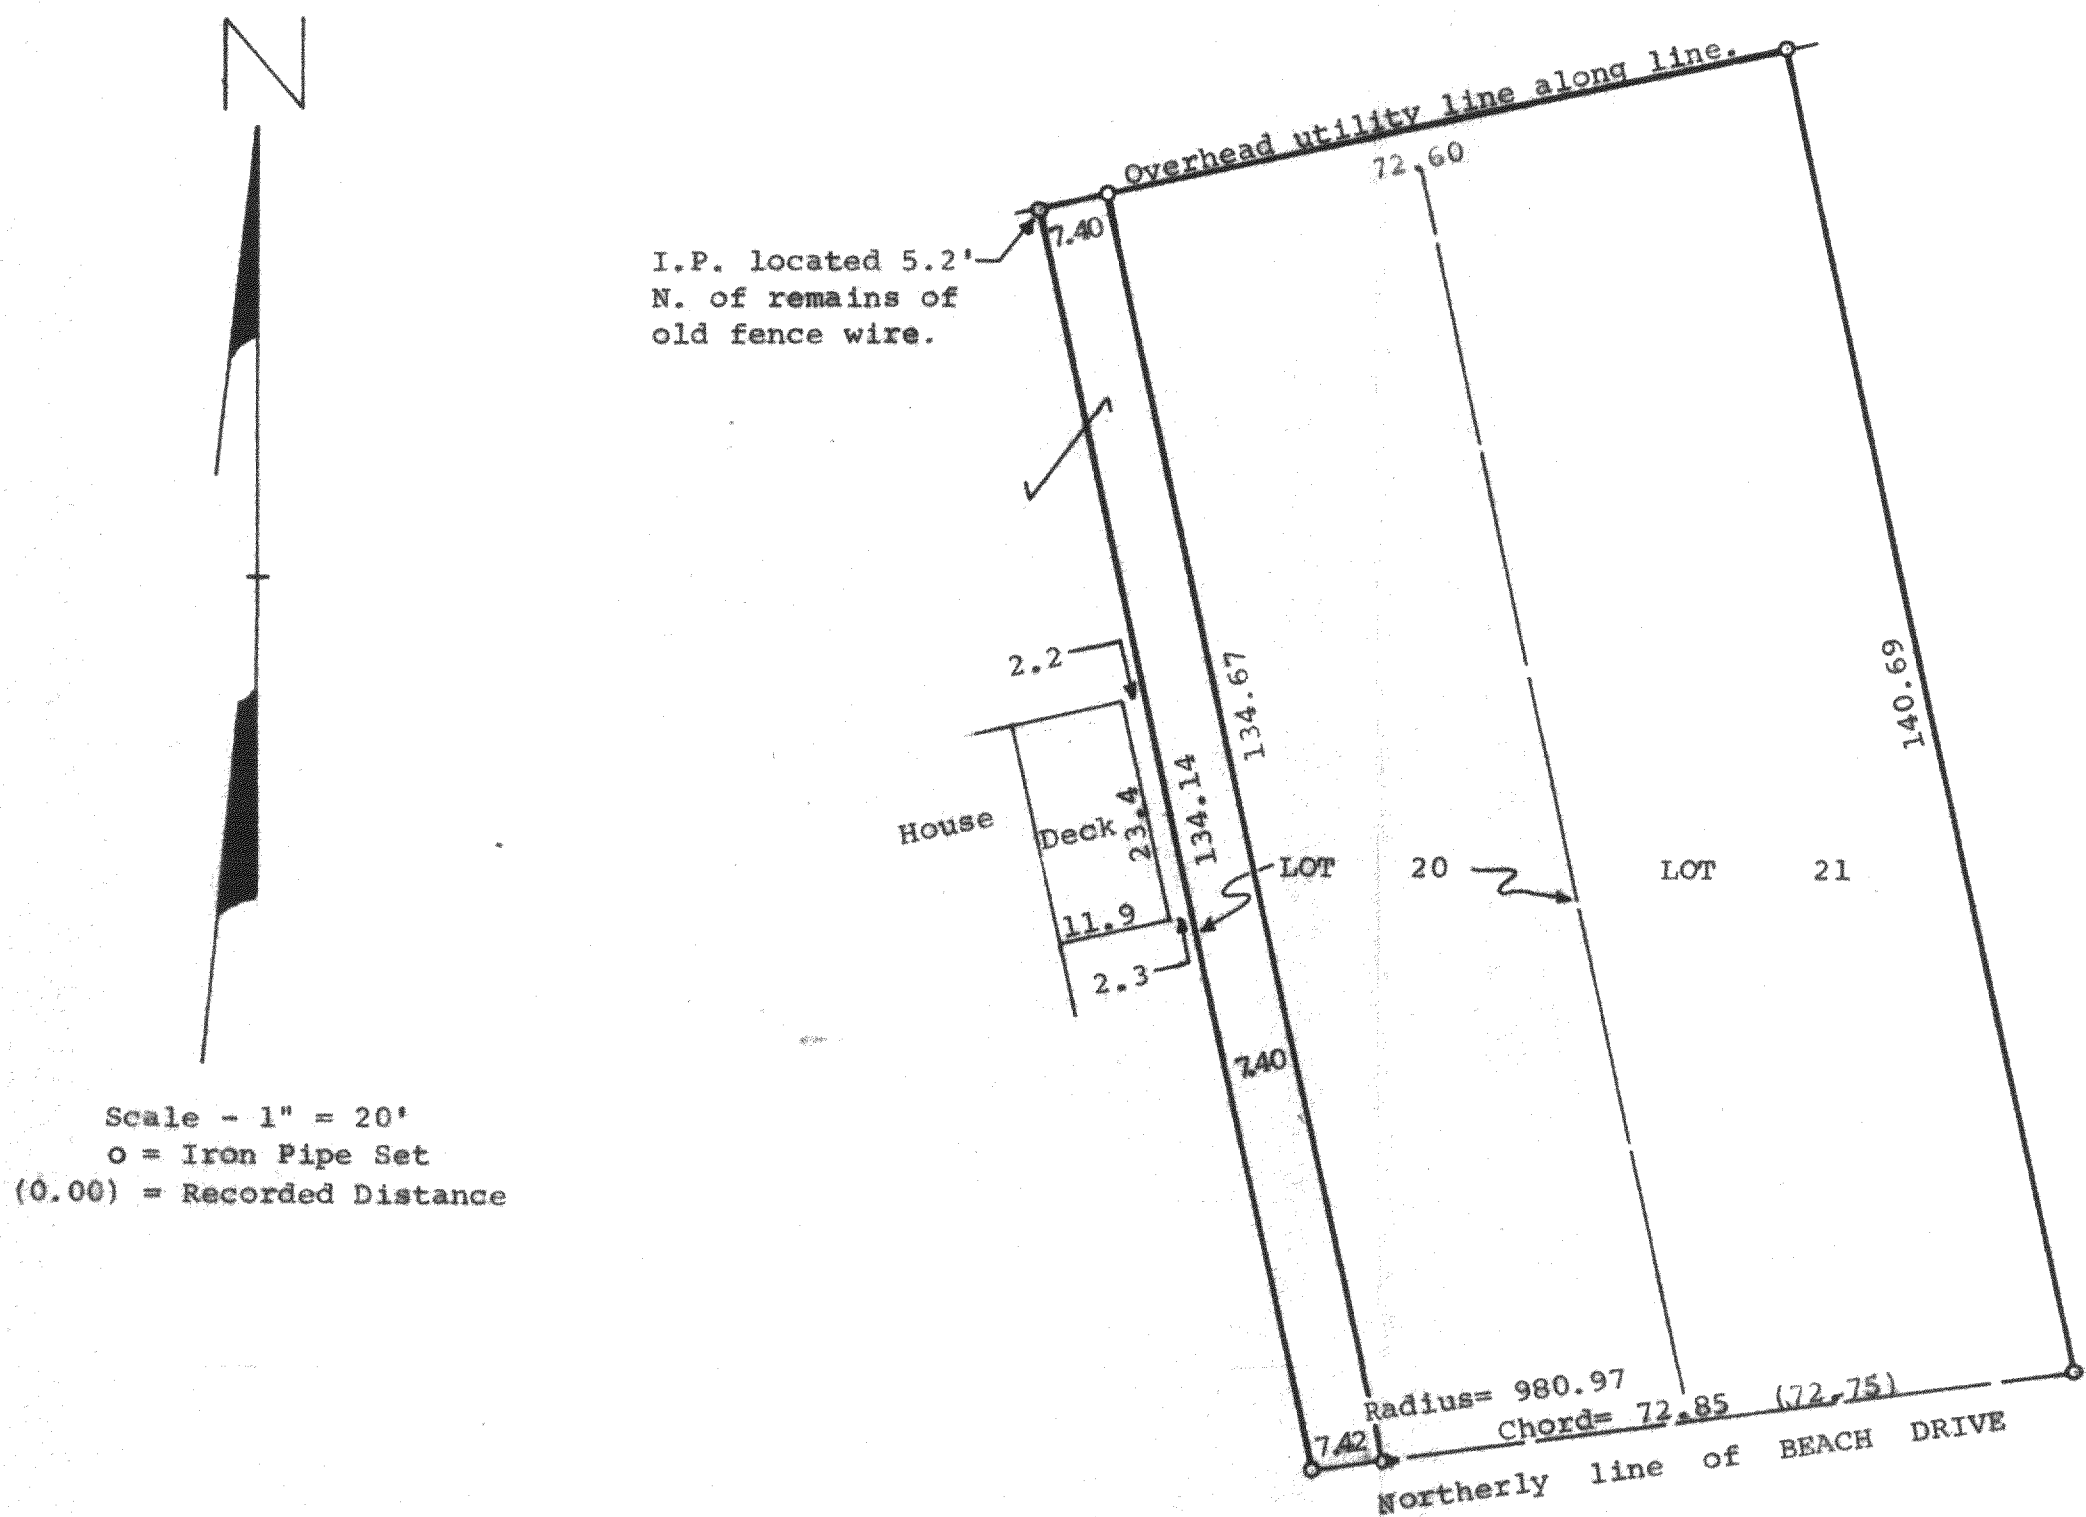 N
Overhead utility line along line.
72.60
7.40
I.P. located 5.2'
N. of remains of
old fence wire.
2.2
134.67
140.69
134.14
23.4
House
Deck
LOT 20
LOT 21
11.9
2.3
7.40
Scale - 1" = 20'
o = Iron Pipe Set
(0.00) = Recorded Distance
Radius= 980.97
Chord= 72.85 (72.75)
7.42
Northerly line of BEACH DRIVE